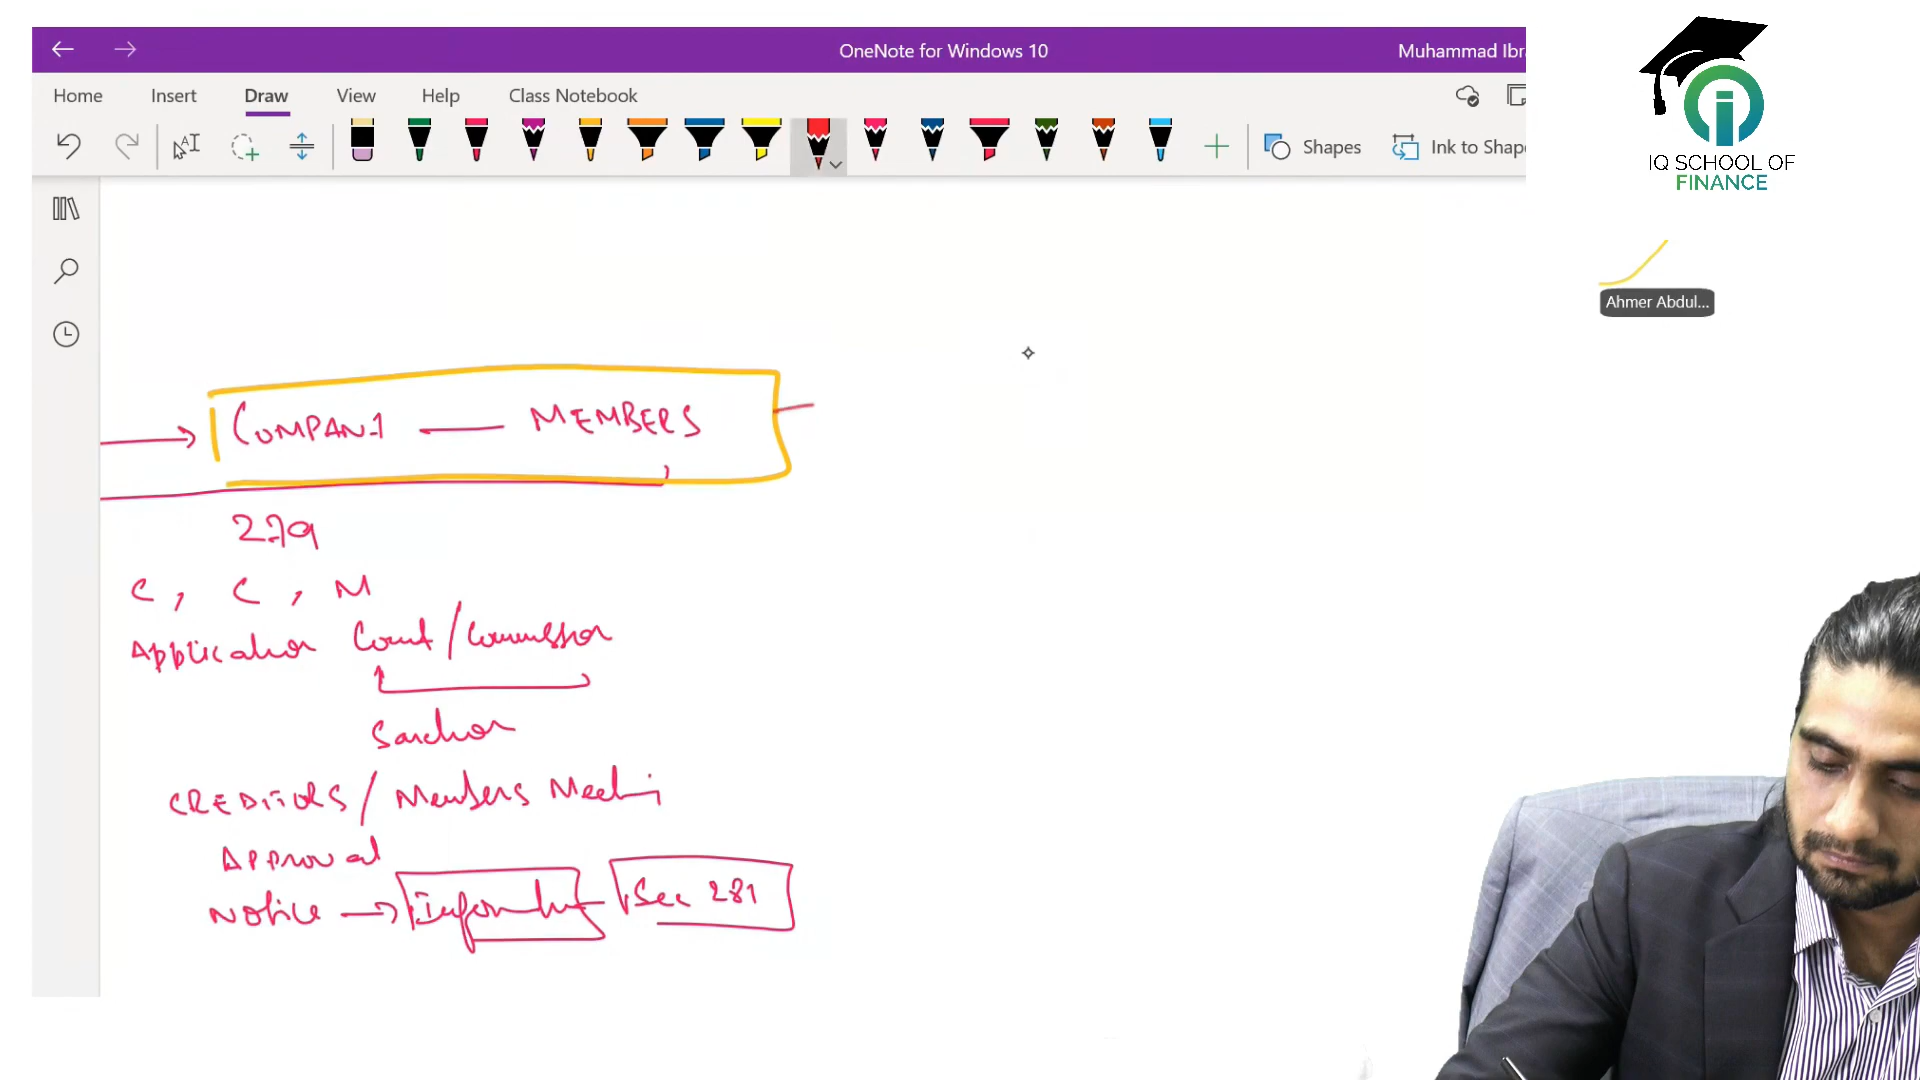 OneNote for Windows 10
Muhammad Ibr
Home Insert Draw View Help Class Notebook
Shapes Ink to Shap
IQ SCHOOL OF
FINANCE
Ahmer Abdul...
COMPANY — MEMBERS
279
C, C, M
Application Court/Commission
Sanction
CREDITORS / Members Meeting
Approval
Notice → Information Sec 281